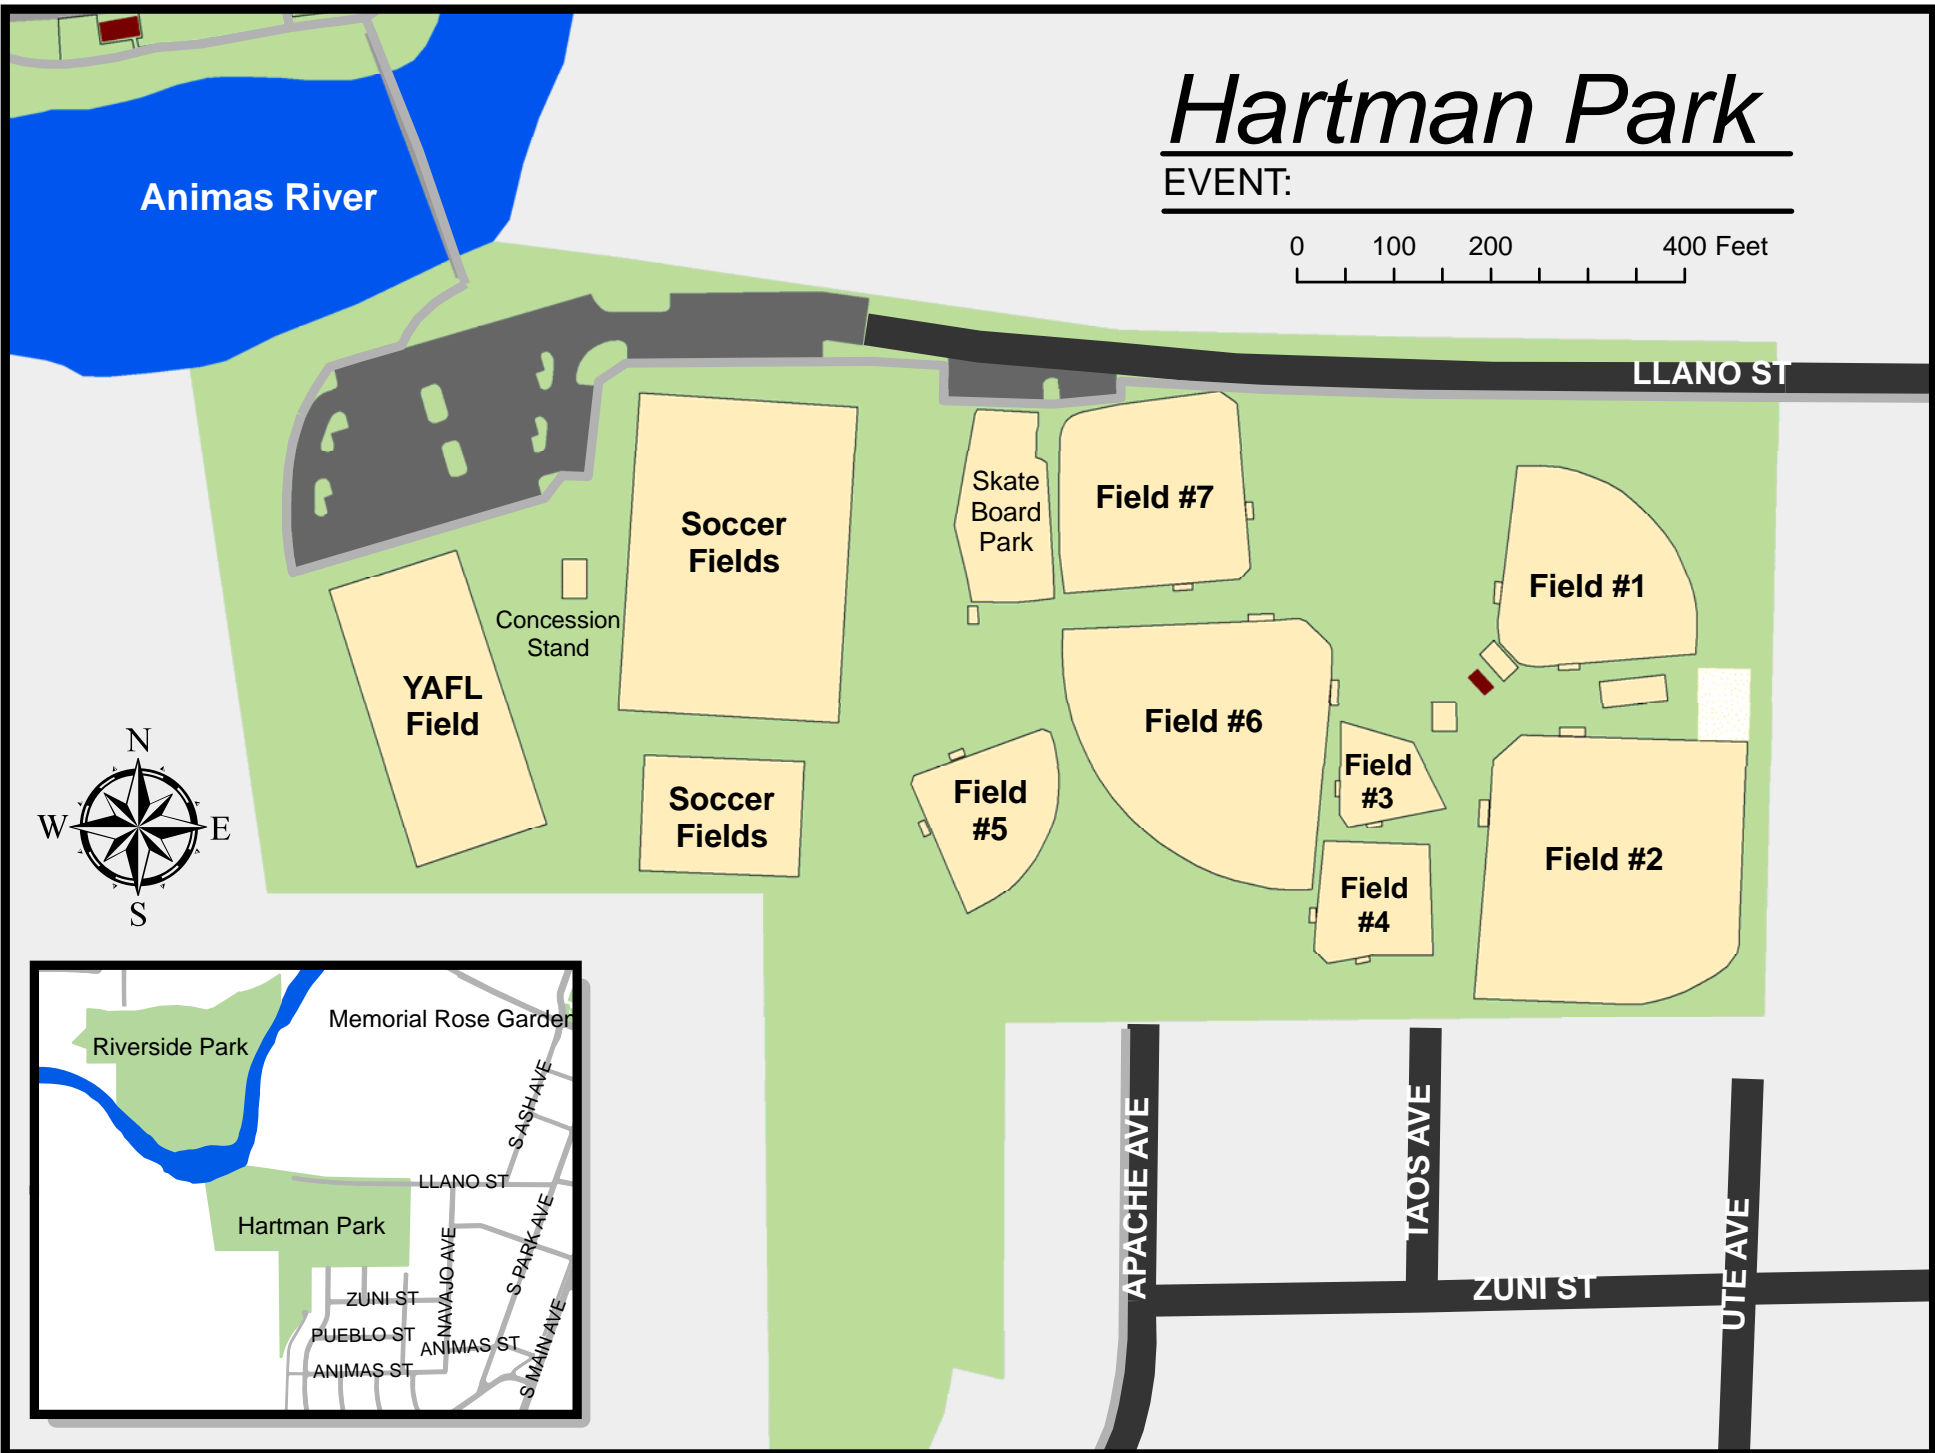 Hartman Park
EVENT:
0 100 200 400 Feet
Animas River
LLANO ST
Skate
Board
Park
Field #7
Soccer
Fields
Field #1
Concession
Stand
YAFL
Field
Field #6
Field
#3
Soccer
Fields
Field
#5
Field #2
Field
#4
N
W E
S
Memorial Rose Garden
Riverside Park
S ASH AVE
LLANO ST
Hartman Park
S PARK AVE
NAVAJO AVE
ZUNI ST
PUEBLO ST
ANIMAS ST
ANIMAS ST
S MAIN AVE
APACHE AVE
TAOS AVE
ZUNI ST
UTE AVE